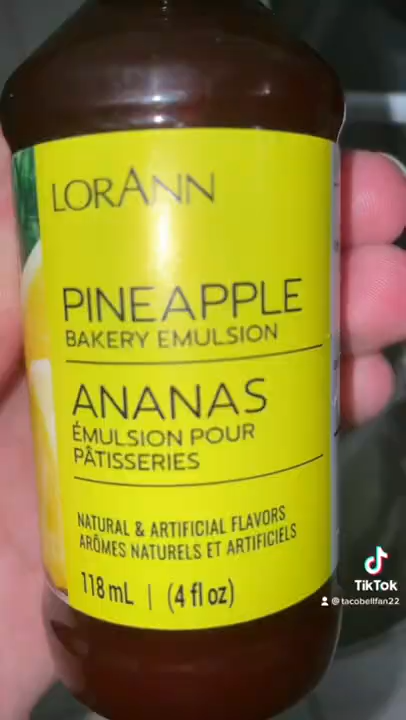 LORANN
PINEAPPLE
BAKERY EMULSION
ANANAS
ÉMULSION POUR
PÂTISSERIES
NATURAL & ARTIFICIAL FLAVORS
ARÔMES NATURELS ET ARTIFICIELS
118 mL | (4 fl oz)
TikTok
@tacobellfan22